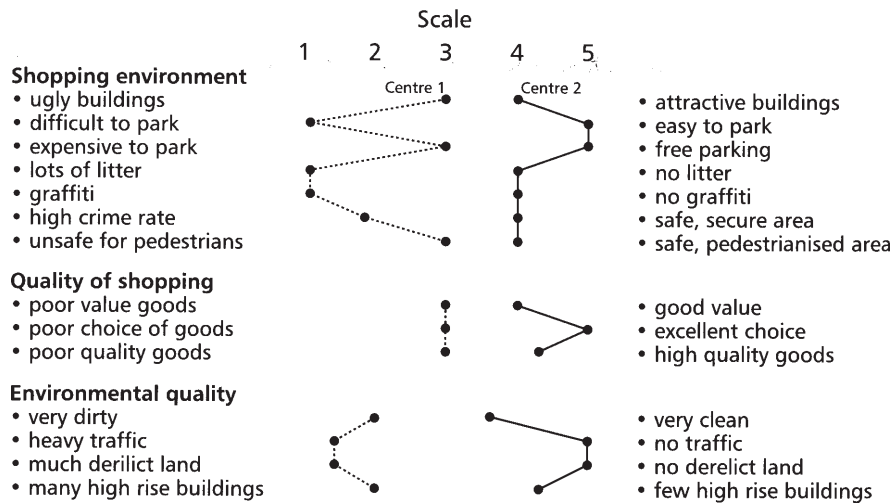 Scale
1 2 3 4 5
Shopping environment
Centre 1 Centre 2
• ugly buildings • attractive buildings
• difficult to park • easy to park
• expensive to park • free parking
• lots of litter • no litter
• graffiti • no graffiti
• high crime rate • safe, secure area
• unsafe for pedestrians • safe, pedestrianised area
Quality of shopping
• poor value goods • good value
• poor choice of goods • excellent choice
• poor quality goods • high quality goods
Environmental quality
• very dirty • very clean
• heavy traffic • no traffic
• much derilict land • no derelict land
• many high rise buildings • few high rise buildings